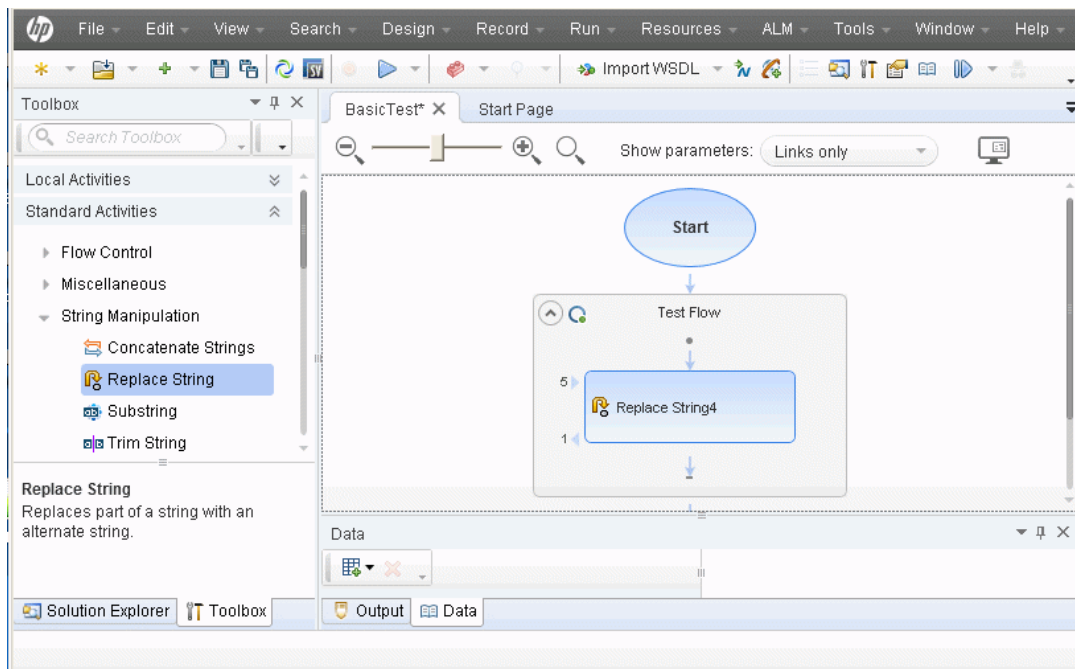 hp File Edit View Search Design Record Run Resources ALM Tools Window Help
Import WSDL
Toolbox
BasicTest* Start Page
Search Toolbox
Show parameters: Links only
Local Activities
Standard Activities
Flow Control
Miscellaneous
String Manipulation
Concatenate Strings
Replace String
Substring
Trim String
Start
Test Flow
5
Replace String4
1
Replace String
Replaces part of a string with an
alternate string.
Data
Solution Explorer Toolbox
Output Data